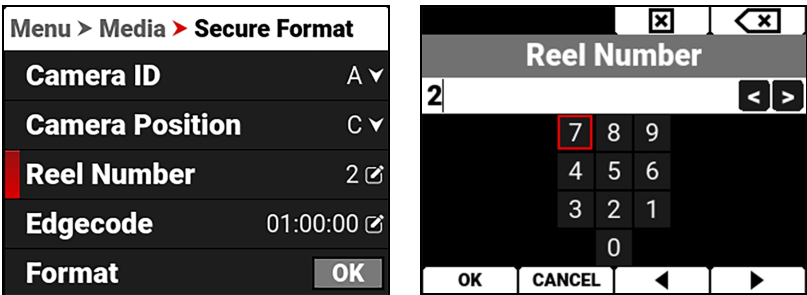 Menu > Media > Secure Format
Camera ID A
Camera Position C
Reel Number 2
Edgecode 01:00:00
Format OK
Reel Number
2
< >
7 8 9
4 5 6
3 2 1
0
OK CANCEL